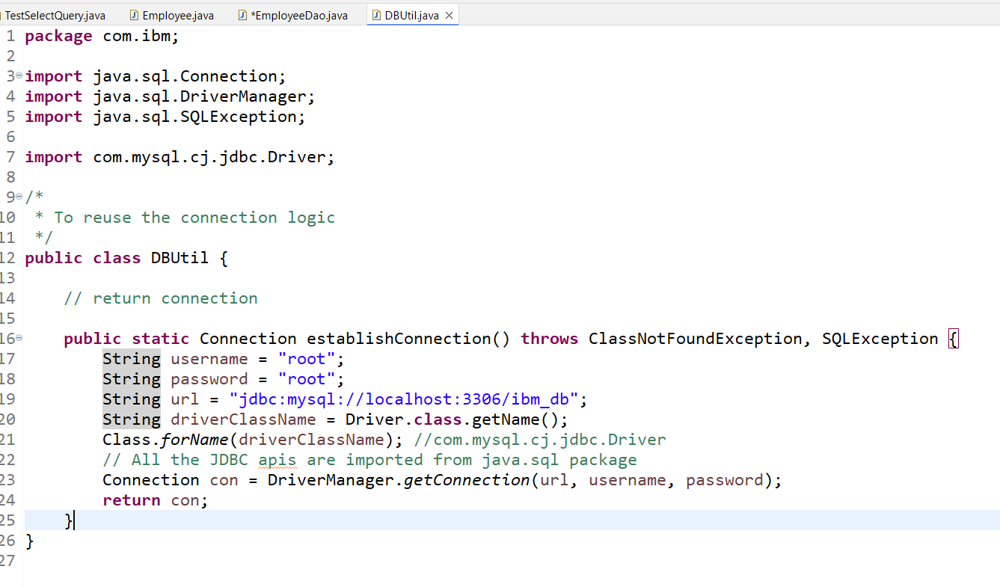 TestSelectQuery.java Employee.java *EmployeeDao.java DBUtil.java
1 package com.ibm;
2
3 import java.sql.Connection;
4 import java.sql.DriverManager;
5 import java.sql.SQLException;
6
7 import com.mysql.cj.jdbc.Driver;
8
9 /*
10 * To reuse the connection logic
11 */
12 public class DBUtil {
13
14 // return connection
15
16 public static Connection establishConnection() throws ClassNotFoundException, SQLException {
17 String username = "root";
18 String password = "root";
19 String url = "jdbc:mysql://localhost:3306/ibm_db";
20 String driverClassName = Driver.class.getName();
21 Class.forName(driverClassName); //com.mysql.cj.jdbc.Driver
22 // All the JDBC apis are imported from java.sql package
23 Connection con = DriverManager.getConnection(url, username, password);
24 return con;
25 }
26 }
27